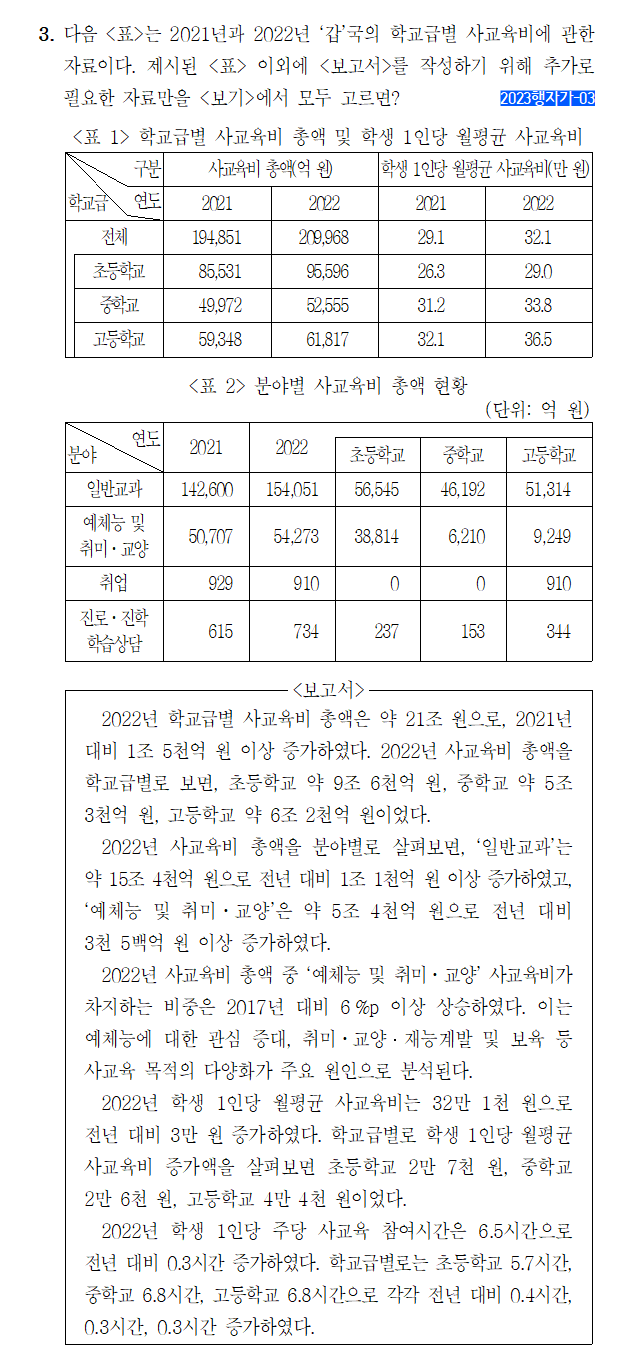 3. 다음 <표>는 2021년과 2022년 ‘갑’국의 학교급별 사교육비에 관한
자료이다. 제시된 <표> 이외에 <보고서>를 작성하기 위해 추가로
필요한 자료만을 <보기>에서 모두 고르면? 2023행자가-03
<표 1> 학교급별 사교육비 총액 및 학생 1인당 월평균 사교육비
구분 사교육비 총액(억 원) 학생 1인당 월평균 사교육비(만 원)
학교급 연도 2021 2022 2021 2022
전체 194,851 209,968 29.1 32.1
초등학교 85,531 95,596 26.3 29.0
중학교 49,972 52,555 31.2 33.8
고등학교 59,348 61,817 32.1 36.5
<표 2> 분야별 사교육비 총액 현황
(단위: 억 원)
연도 2021 2022
분야 초등학교 중학교 고등학교
일반교과 142,600 154,051 56,545 46,192 51,314
예체능 및
취미·교양 50,707 54,273 38,814 6,210 9,249
취업 929 910 0 0 910
진로·진학
학습상담 615 734 237 153 344
<보고서>
2022년 학교급별 사교육비 총액은 약 21조 원으로, 2021년
대비 1조 5천억 원 이상 증가하였다. 2022년 사교육비 총액을
학교급별로 보면, 초등학교 약 9조 6천억 원, 중학교 약 5조
3천억 원, 고등학교 약 6조 2천억 원이었다.
2022년 사교육비 총액을 분야별로 살펴보면, ‘일반교과’는
약 15조 4천억 원으로 전년 대비 1조 1천억 원 이상 증가하였고,
‘예체능 및 취미·교양’은 약 5조 4천억 원으로 전년 대비
3천 5백억 원 이상 증가하였다.
2022년 사교육비 총액 중 ‘예체능 및 취미·교양’ 사교육비가
차지하는 비중은 2017년 대비 6 %p 이상 상승하였다. 이는
예체능에 대한 관심 증대, 취미·교양·재능계발 및 보육 등
사교육 목적의 다양화가 주요 원인으로 분석된다.
2022년 학생 1인당 월평균 사교육비는 32만 1천 원으로
전년 대비 3만 원 증가하였다. 학교급별로 학생 1인당 월평균
사교육비 증가액을 살펴보면 초등학교 2만 7천 원, 중학교
2만 6천 원, 고등학교 4만 4천 원이었다.
2022년 학생 1인당 주당 사교육 참여시간은 6.5시간으로
전년 대비 0.3시간 증가하였다. 학교급별로는 초등학교 5.7시간,
중학교 6.8시간, 고등학교 6.8시간으로 각각 전년 대비 0.4시간,
0.3시간, 0.3시간 증가하였다.